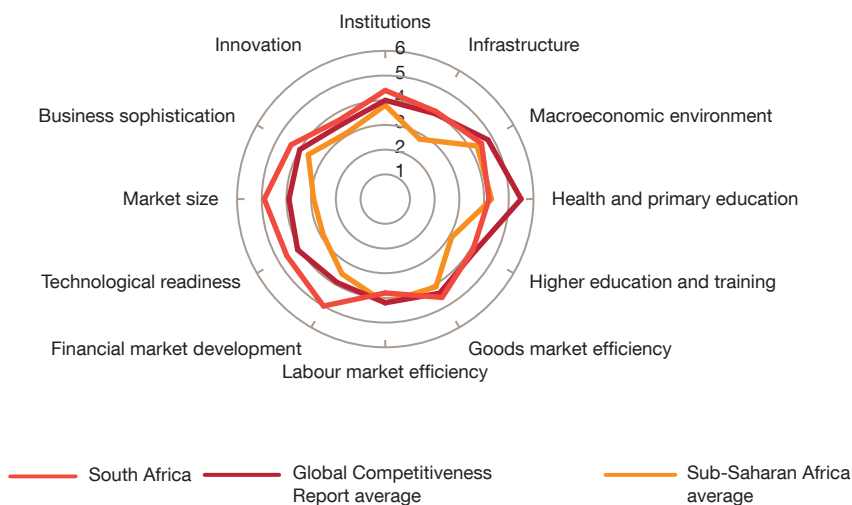 Institutions
Innovation
Infrastructure
6
5
4
3
2
1
Business sophistication
Macroeconomic environment
Market size
Health and primary education
Technological readiness
Higher education and training
Financial market development
Goods market efficiency
Labour market efficiency
South Africa
Global Competitiveness
Report average
Sub-Saharan Africa
average